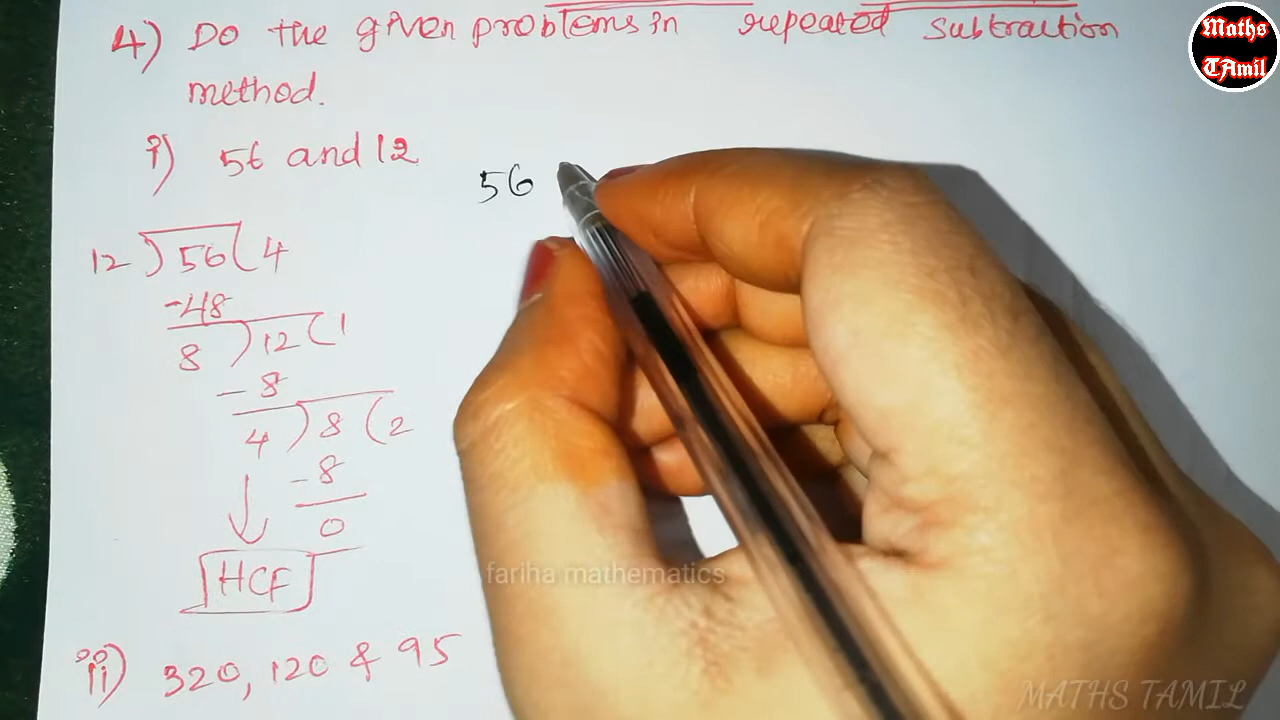 4) Do the given problems in repeated subtraction
method.
i) 56 and 12
56
12 ) 56 ( 4
-48
8 ) 12 ( 1
- 8
4 ) 8 ( 2
- 8
0
HCF
ii) 320, 120 & 95
Maths
TAmil
fariha mathematics
MATHS TAMIL